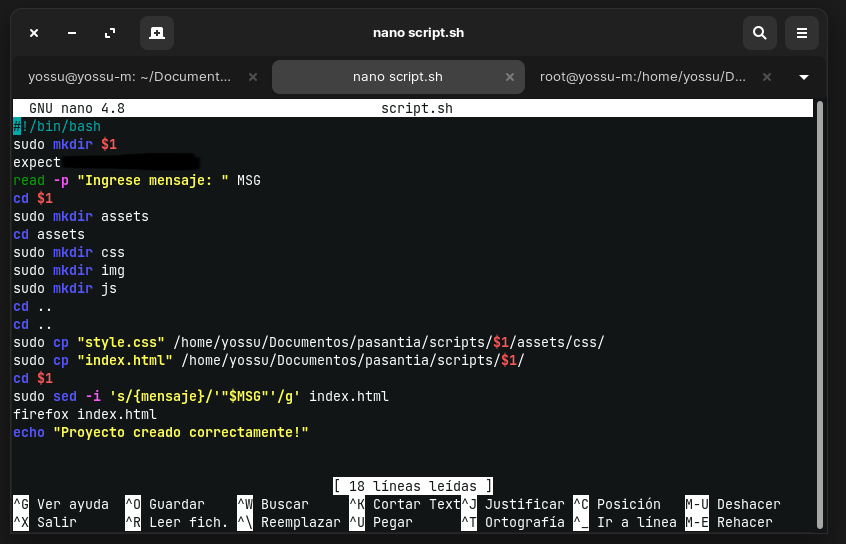 nano script.sh
yossu@yossu-m: ~/Document... nano script.sh root@yossu-m:/home/yossu/D...
GNU nano 4.8 script.sh
#!/bin/bash
sudo mkdir $1
expect
read -p "Ingrese mensaje: " MSG
cd $1
sudo mkdir assets
cd assets
sudo mkdir css
sudo mkdir img
sudo mkdir js
cd ..
cd ..
sudo cp "style.css" /home/yossu/Documentos/pasantia/scripts/$1/assets/css/
sudo cp "index.html" /home/yossu/Documentos/pasantia/scripts/$1/
cd $1
sudo sed -i 's/{mensaje}/'"$MSG"'/g' index.html
firefox index.html
echo "Proyecto creado correctamente!"
[ 18 líneas leídas ]
^G Ver ayuda ^O Guardar ^W Buscar ^K Cortar Text^J Justificar ^C Posición M-U Deshacer
^X Salir ^R Leer fich. ^\ Reemplazar ^U Pegar ^T Ortografía ^_ Ir a línea M-E Rehacer